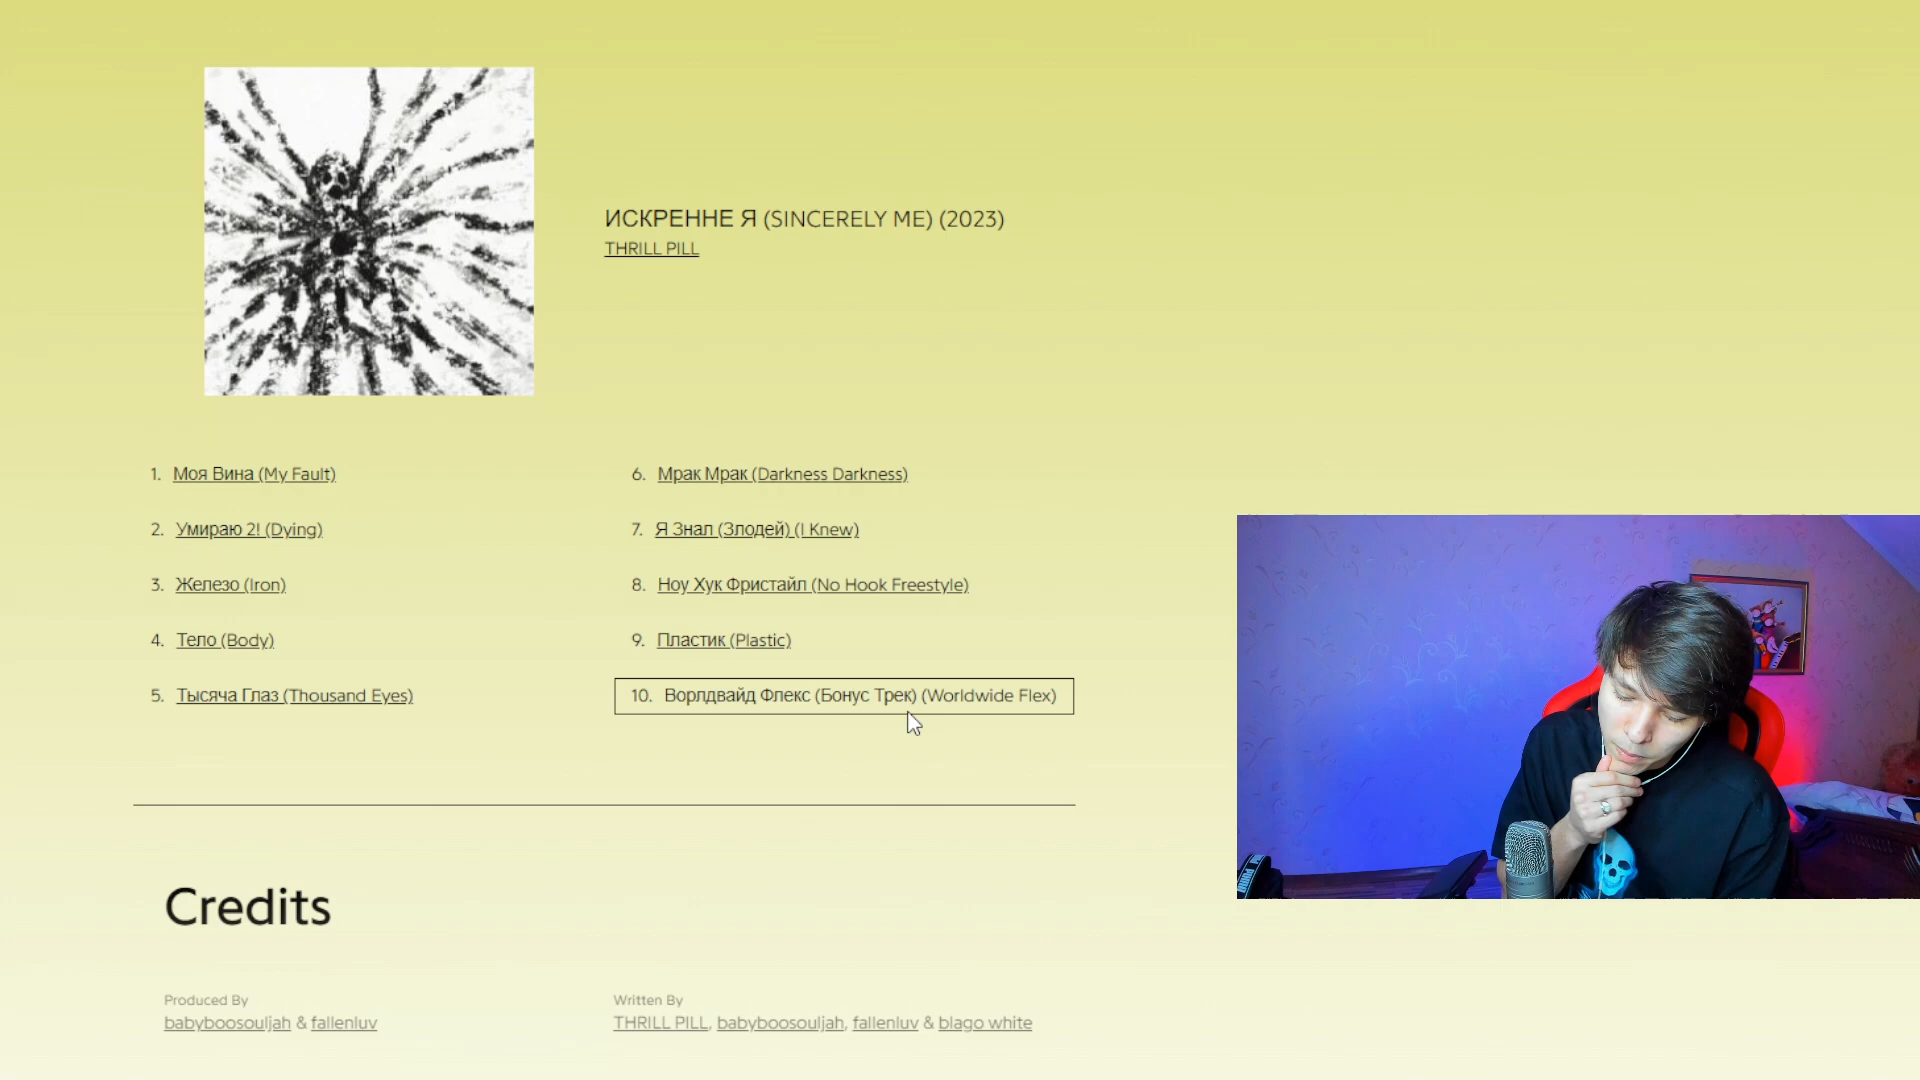 ИСКРЕННЕ Я (SINCERELY ME) (2023)
THRILL PILL
1. Моя Вина (My Fault)
2. Умираю 2! (Dying)
3. Железо (Iron)
4. Тело (Body)
5. Тысяча Глаз (Thousand Eyes)
6. Мрак Мрак (Darkness Darkness)
7. Я Знал (Злодей) (I Knew)
8. Ноу Хук Фристайл (No Hook Freestyle)
9. Пластик (Plastic)
10. Ворлдвайд Флекс (Бонус Трек) (Worldwide Flex)
Credits
Produced By
babyboosouljah & fallenluv
Written By
THRILL PILL, babyboosouljah, fallenluv & blago white